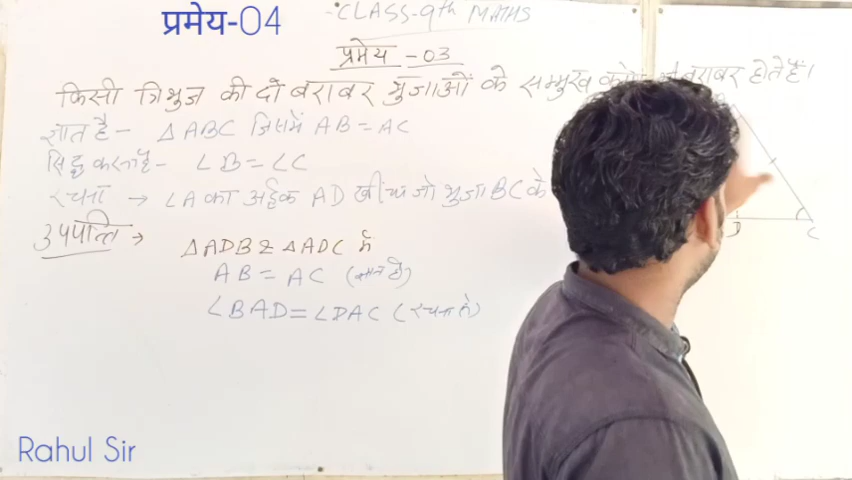 प्रमेय-04
CLASS-9th MATHS
प्रमेय -03
किसी त्रिभुज की दो बराबर भुजाओं के सम्मुख बराबर होते हैं।
ज्ञात है - △ABC जिसमें AB = AC
सिद्ध करना है - ∠B = ∠C
रचना → ∠A का अर्द्धक AD खींचा जो भुजा BC के
D
C
उपपत्ति →
△ADB ≅ △ADC में
AB = AC (ज्ञात है)
∠BAD = ∠DAC (रचना से)
Rahul Sir